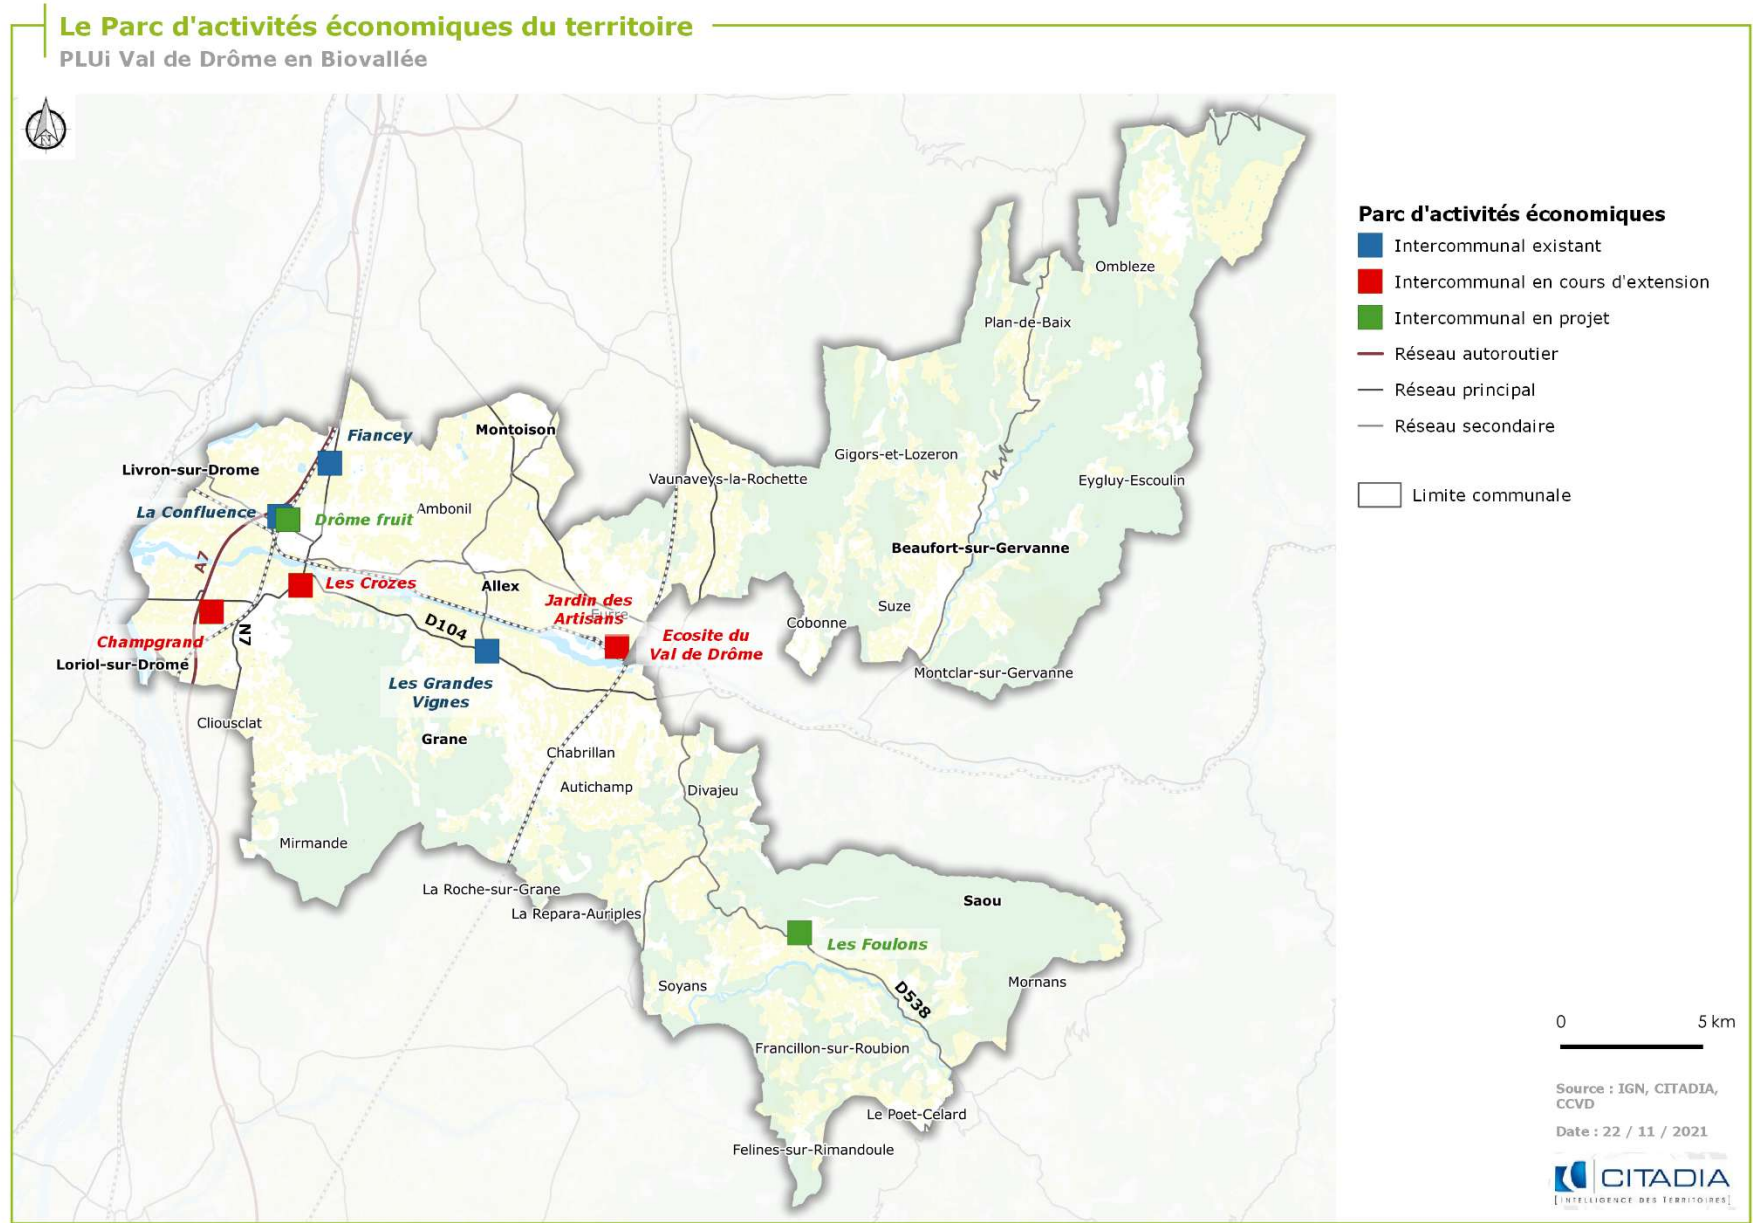 Le Parc d'activités économiques du territoire
PLUi Val de Drôme en Biovallée
N
Parc d'activités économiques
Intercommunal existant
Intercommunal en cours d'extension
Intercommunal en projet
Réseau autoroutier
Réseau principal
Réseau secondaire
Limite communale
Ombleze
Plan-de-Baix
Fiancey
Montoison
Livron-sur-Drome
Gigors-et-Lozeron
Vaunaveys-la-Rochette
Eygluy-Escoulin
La Confluence
Drôme fruit
Ambonil
Beaufort-sur-Gervanne
A7
Les Crozes
Allex
Jardin des
Artisans
Eurre
Suze
Cobonne
D104
N7
Champgrand
Ecosite du
Val de Drôme
Loriol-sur-Drome
Montclar-sur-Gervanne
Les Grandes
Vignes
Cliousclat
Grane
Chabrillan
Autichamp
Divajeu
Mirmande
La Roche-sur-Grane
La Repara-Auriples
Saou
Les Foulons
Soyans
Mornans
D538
Francillon-sur-Roubion
Le Poet-Celard
Felines-sur-Rimandoule
0 5 km
Source : IGN, CITADIA,
CCVD
Date : 22 / 11 / 2021
CITADIA
[INTELLIGENCE DES TERRITOIRES]